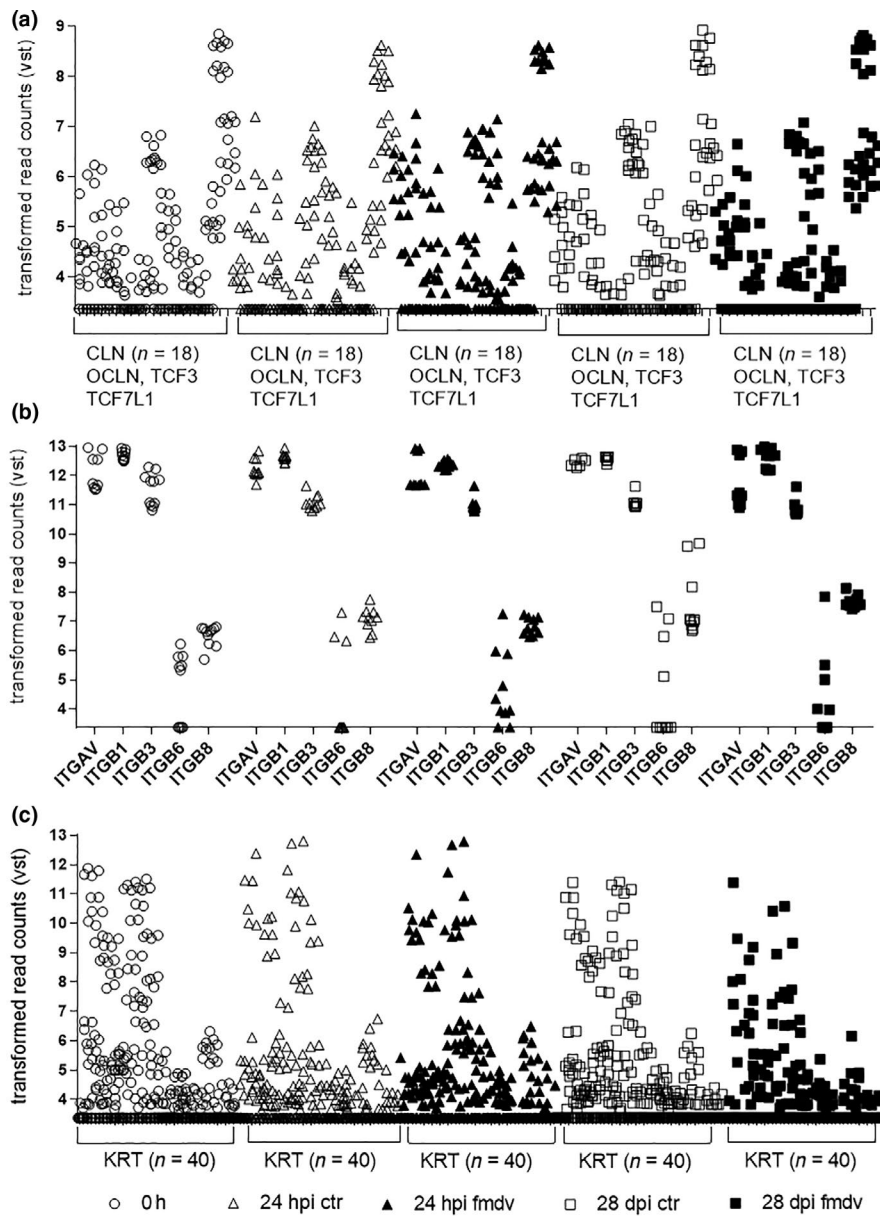 (a)
transformed read counts (vst)
9
8
7
6
5
4
CLN (n = 18) CLN (n = 18) CLN (n = 18) CLN (n = 18) CLN (n = 18)
OCLN, TCF3 OCLN, TCF3 OCLN, TCF3 OCLN, TCF3 OCLN, TCF3
TCF7L1 TCF7L1 TCF7L1 TCF7L1 TCF7L1
(b)
transformed read counts (vst)
13
12
11
10
9
8
7
6
5
4
ITGAV ITGB1 ITGB3 ITGB6 ITGB8 ITGAV ITGB1 ITGB3 ITGB6 ITGB8 ITGAV ITGB1 ITGB3 ITGB6 ITGB8 ITGAV ITGB1 ITGB3 ITGB6 ITGB8 ITGAV ITGB1 ITGB3 ITGB6 ITGB8
(c)
transformed read counts (vst)
13
12
11
10
9
8
7
6
5
4
KRT (n = 40) KRT (n = 40) KRT (n = 40) KRT (n = 40) KRT (n = 40)
0 h 24 hpi ctr 24 hpi fmdv 28 dpi ctr 28 dpi fmdv